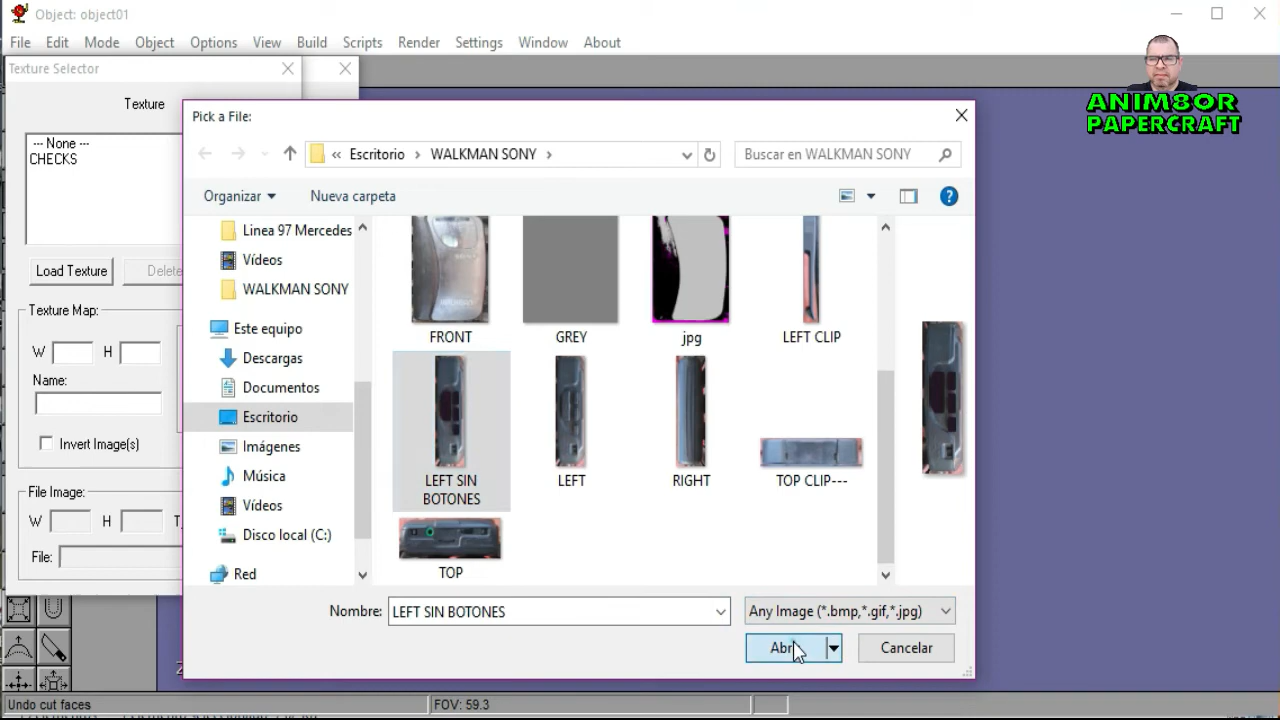 Object: object01
File Edit Mode Object Options View Build Scripts Render Settings Window About
Texture Selector
ANIM8OR
PAPERCRAFT
Texture
--- None ---
CHECKS
Load Texture
Delete
Texture Map:
W H
Name:
Invert Image(s)
File Image:
W H
File:
Pick a File:
« Escritorio › WALKMAN SONY ›
Buscar en WALKMAN SONY
Organizar
Nueva carpeta
Linea 97 Mercedes
Vídeos
WALKMAN SONY
Este equipo
Descargas
Documentos
Escritorio
Imágenes
Música
Vídeos
Disco local (C:)
Red
FRONT
GREY
jpg
LEFT CLIP
LEFT SIN
BOTONES
LEFT
RIGHT
TOP CLIP---
TOP
Nombre: LEFT SIN BOTONES
Any Image (*.bmp,*.gif,*.jpg)
Cancelar
Undo cut faces
FOV: 59.3